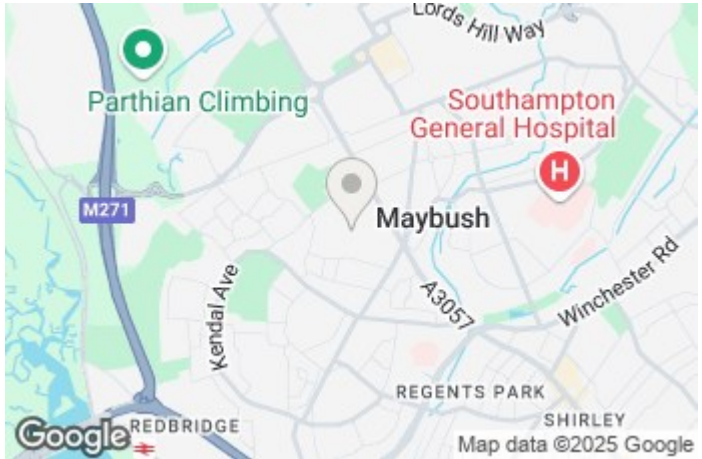 Lords Hill Way
Parthian Climbing
Southampton
General Hospital
H
M271
Maybush
Kendal Ave
A3057
Winchester Rd
REGENTS PARK
SHIRLEY
REDBRIDGE
Google
Map data ©2025 Google